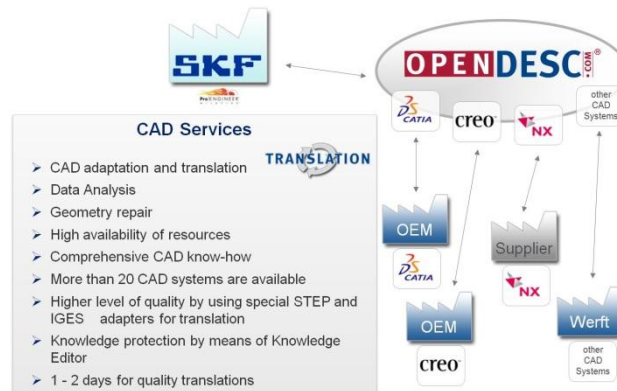 SKF
Pro/ENGINEER
OPENDESC.COM®
CATIA
creo
NX
other
CAD
Systems
CAD Services
TRANSLATION
➢ CAD adaptation and translation
➢ Data Analysis
➢ Geometry repair
➢ High availability of resources
➢ Comprehensive CAD know-how
➢ More than 20 CAD systems are available
➢ Higher level of quality by using special STEP and
IGES adapters for translation
➢ Knowledge protection by means of Knowledge
Editor
➢ 1 - 2 days for quality translations
OEM
CATIA
OEM
creo
Supplier
NX
Werft
other
CAD
Systems